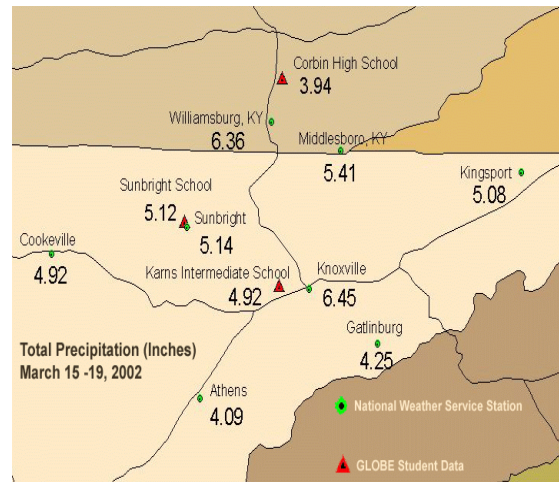 Corbin High School
3.94
Williamsburg, KY
6.36
Middlesboro, KY
5.41
Kingsport
5.08
Sunbright School
5.12
Sunbright
5.14
Cookeville
4.92
Karns Intermediate School
4.92
Knoxville
6.45
Gatlinburg
4.25
Total Precipitation (Inches)
March 15 -19, 2002
Athens
4.09
National Weather Service Station
GLOBE Student Data